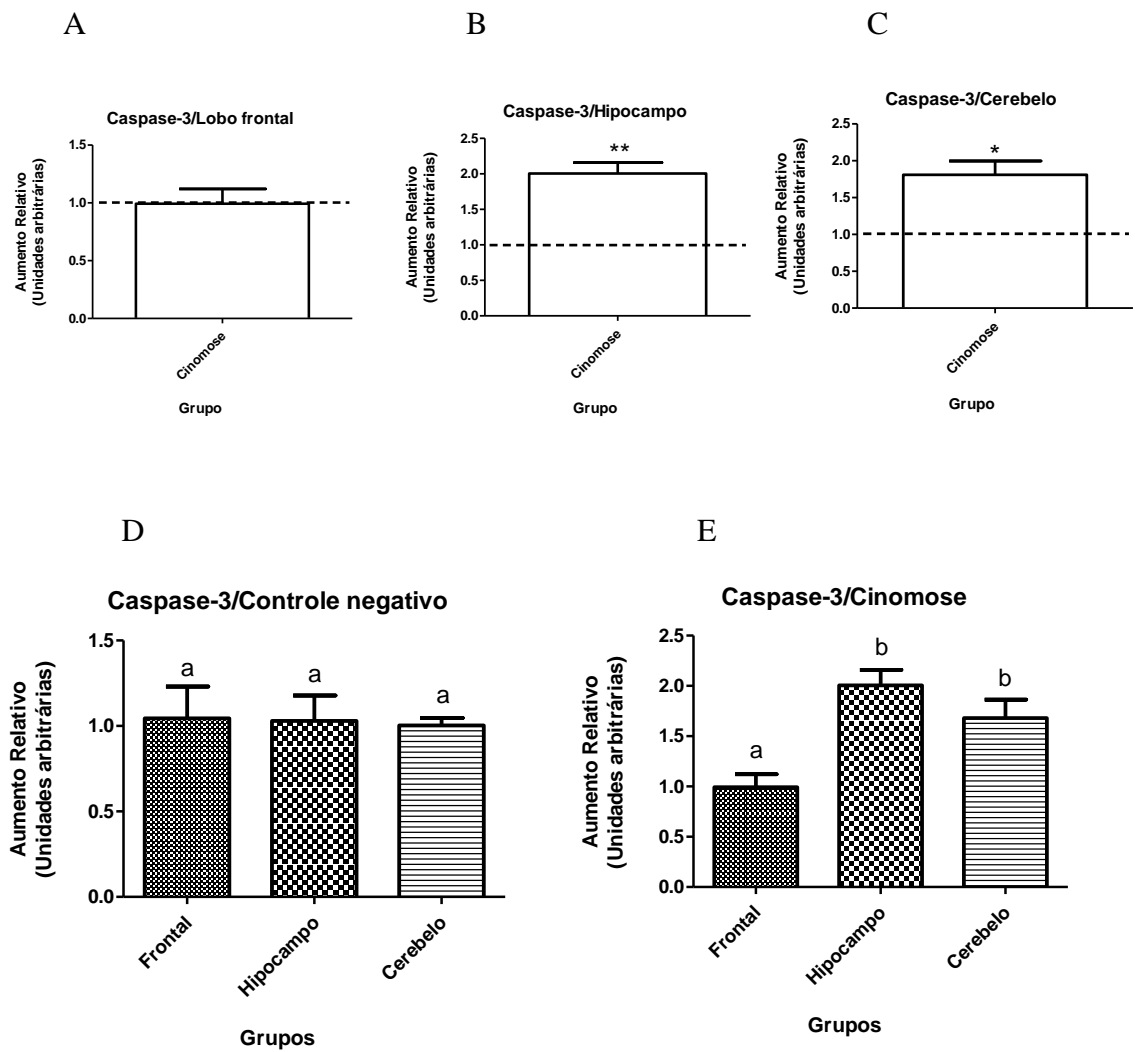 A
Caspase-3/Lobo frontal
Aumento Relativo
(Unidades arbitrárias)
1.5
1.0
0.5
0.0
Cinomose
Grupo
B
Caspase-3/Hipocampo
Aumento Relativo
(Unidades arbitrárias)
2.5
2.0
1.5
1.0
0.5
0.0
**
Cinomose
Grupo
C
Caspase-3/Cerebelo
Aumento Relativo
(Unidades arbitrárias)
2.5
2.0
1.5
1.0
0.5
0.0
*
Cinomose
Grupo
D
Caspase-3/Controle negativo
Aumento Relativo
(Unidades arbitrárias)
1.5
1.0
0.5
0.0
a
a
a
Frontal
Hipocampo
Cerebelo
Grupos
E
Caspase-3/Cinomose
Aumento Relativo
(Unidades arbitrárias)
2.5
2.0
1.5
1.0
0.5
0.0
a
b
b
Frontal
Hipocampo
Cerebelo
Grupos